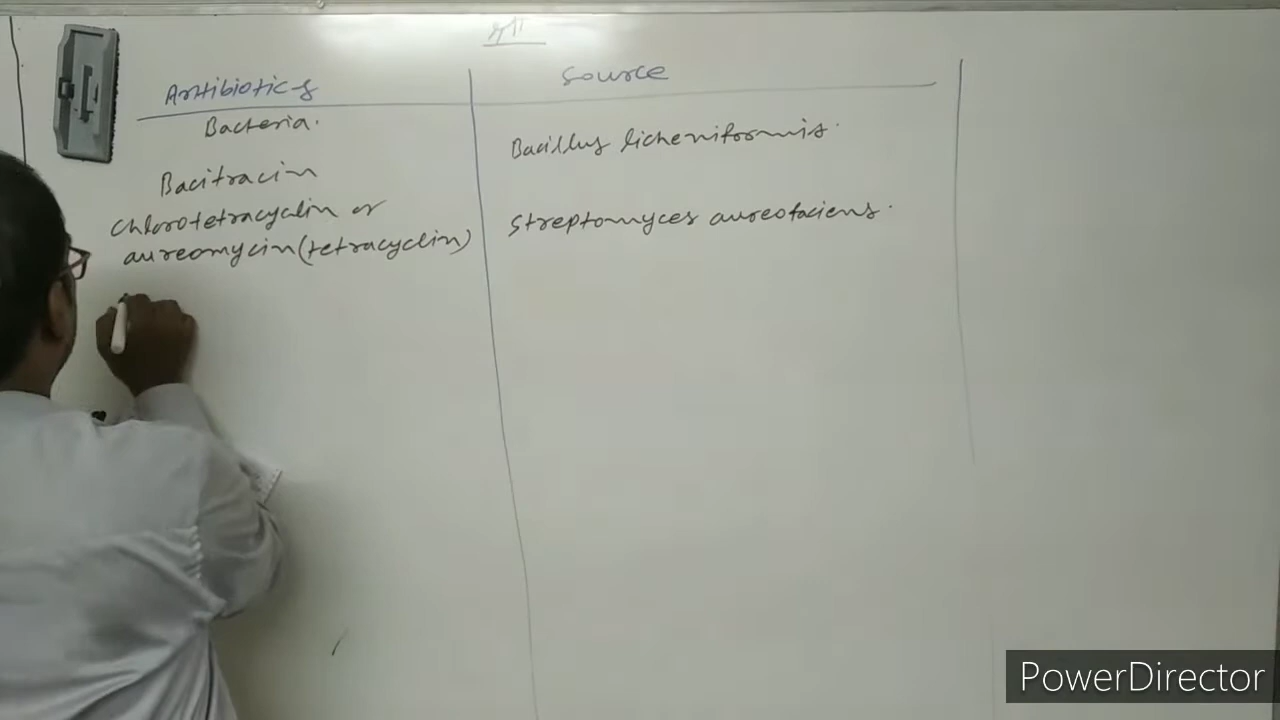 Antibiotics
Source
Bacteria.
Bacitracin
Bacillus licheniformis.
Chlorotetracyclin or
aureomycin (tetracyclin)
Streptomyces aureofaciens.
PowerDirector